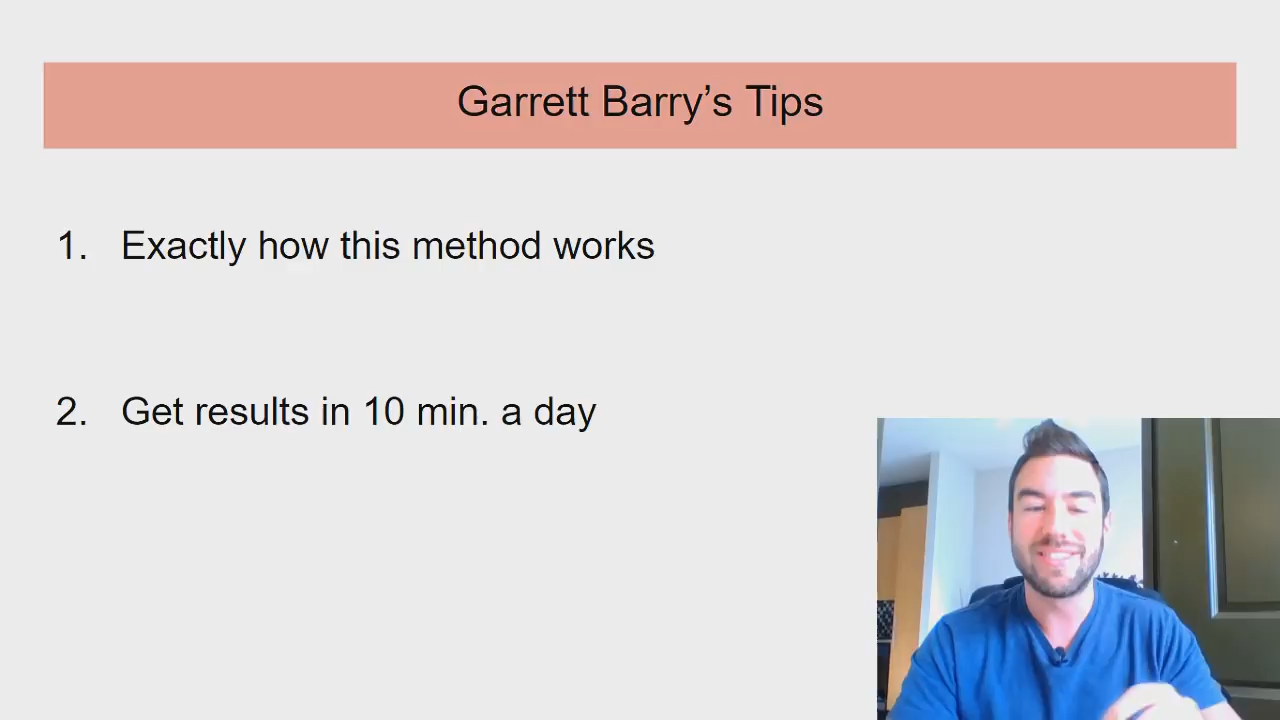 Garrett Barry’s Tips
1. Exactly how this method works
2. Get results in 10 min. a day